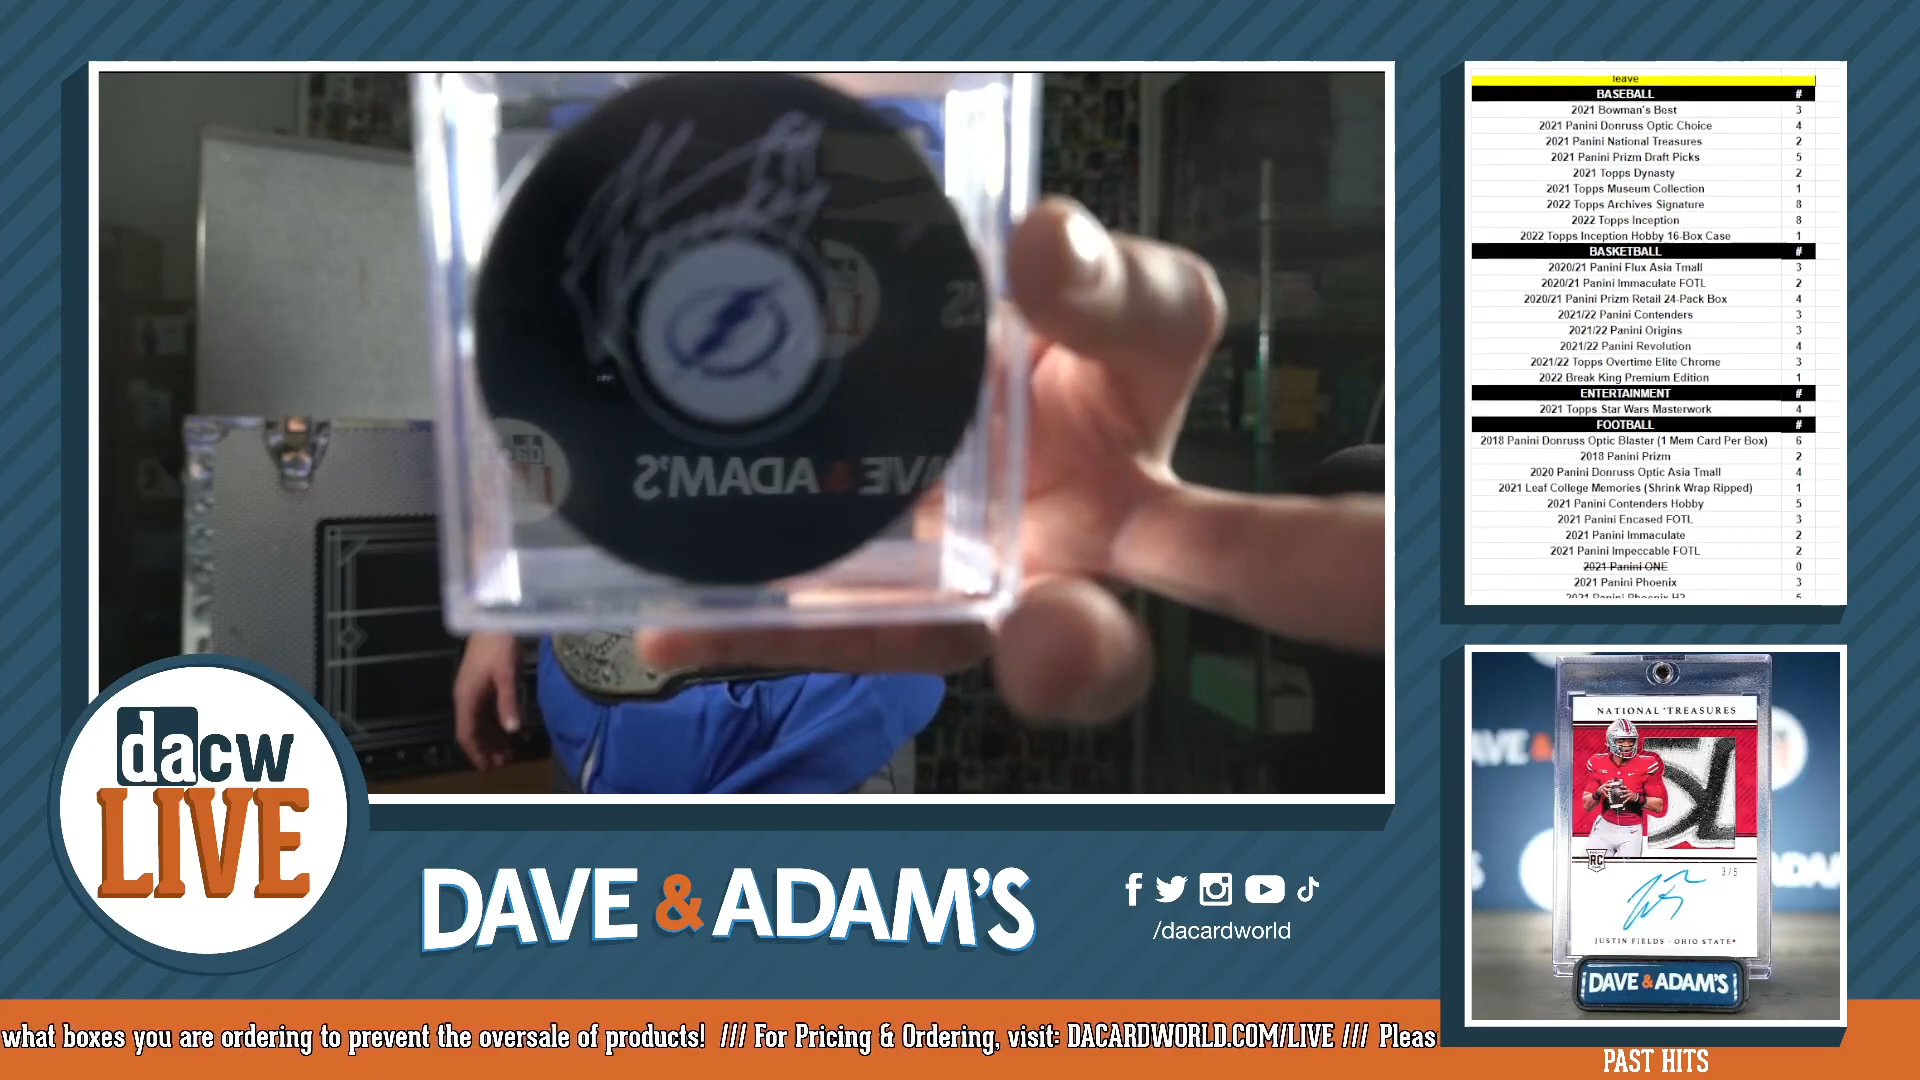 leave
BASEBALL #
2021 Bowman's Best 3
2021 Panini Donruss Optic Choice 4
2021 Panini National Treasures 2
2021 Panini Prizm Draft Picks 5
2021 Topps Dynasty 2
2021 Topps Museum Collection 1
2022 Topps Archives Signature 8
2022 Topps Inception 8
2022 Topps Inception Hobby 16-Box Case 1
BASKETBALL #
2020/21 Panini Flux Asia Tmall 3
2020/21 Panini Immaculate FOTL 2
2020/21 Panini Prizm Retail 24-Pack Box 4
2021/22 Panini Contenders 3
2021/22 Panini Origins 3
2021/22 Panini Revolution 4
2021/22 Topps Overtime Elite Chrome 3
2022 Break King Premium Edition 1
ENTERTAINMENT #
2021 Topps Star Wars Masterwork 4
FOOTBALL #
2018 Panini Donruss Optic Blaster (1 Mem Card Per Box) 6
2018 Panini Prizm 2
2020 Panini Donruss Optic Asia Tmall 4
2021 Leaf College Memories (Shrink Wrap Ripped) 1
2021 Panini Contenders Hobby 5
2021 Panini Encased FOTL 3
2021 Panini Immaculate 2
2021 Panini Impeccable FOTL 2
2021 Panini ONE 0
2021 Panini Phoenix 3
2021 Panini Phoenix H2
AVE & ADAM'S
NATIONAL TREASURES
RC
3/5
JUSTIN FIELDS - OHIO STATE
DAVE & ADAM'S
PAST HITS
dacw
LIVE
DAVE & ADAM'S
/dacardworld
what boxes you are ordering to prevent the oversale of products! /// For Pricing & Ordering, visit: DACARDWORLD.COM/LIVE /// Pleas